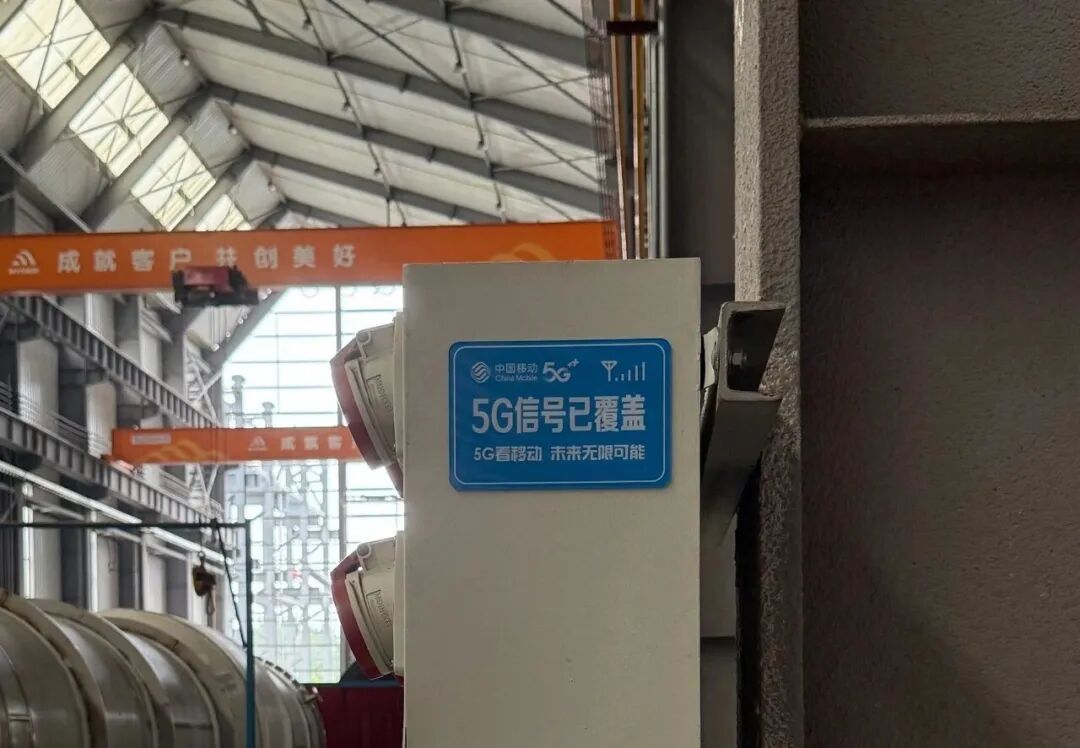 成就客户 共创美好
中国移动
China Mobile
5G++
5G信号已覆盖
5G看移动 未来无限可能
成就客